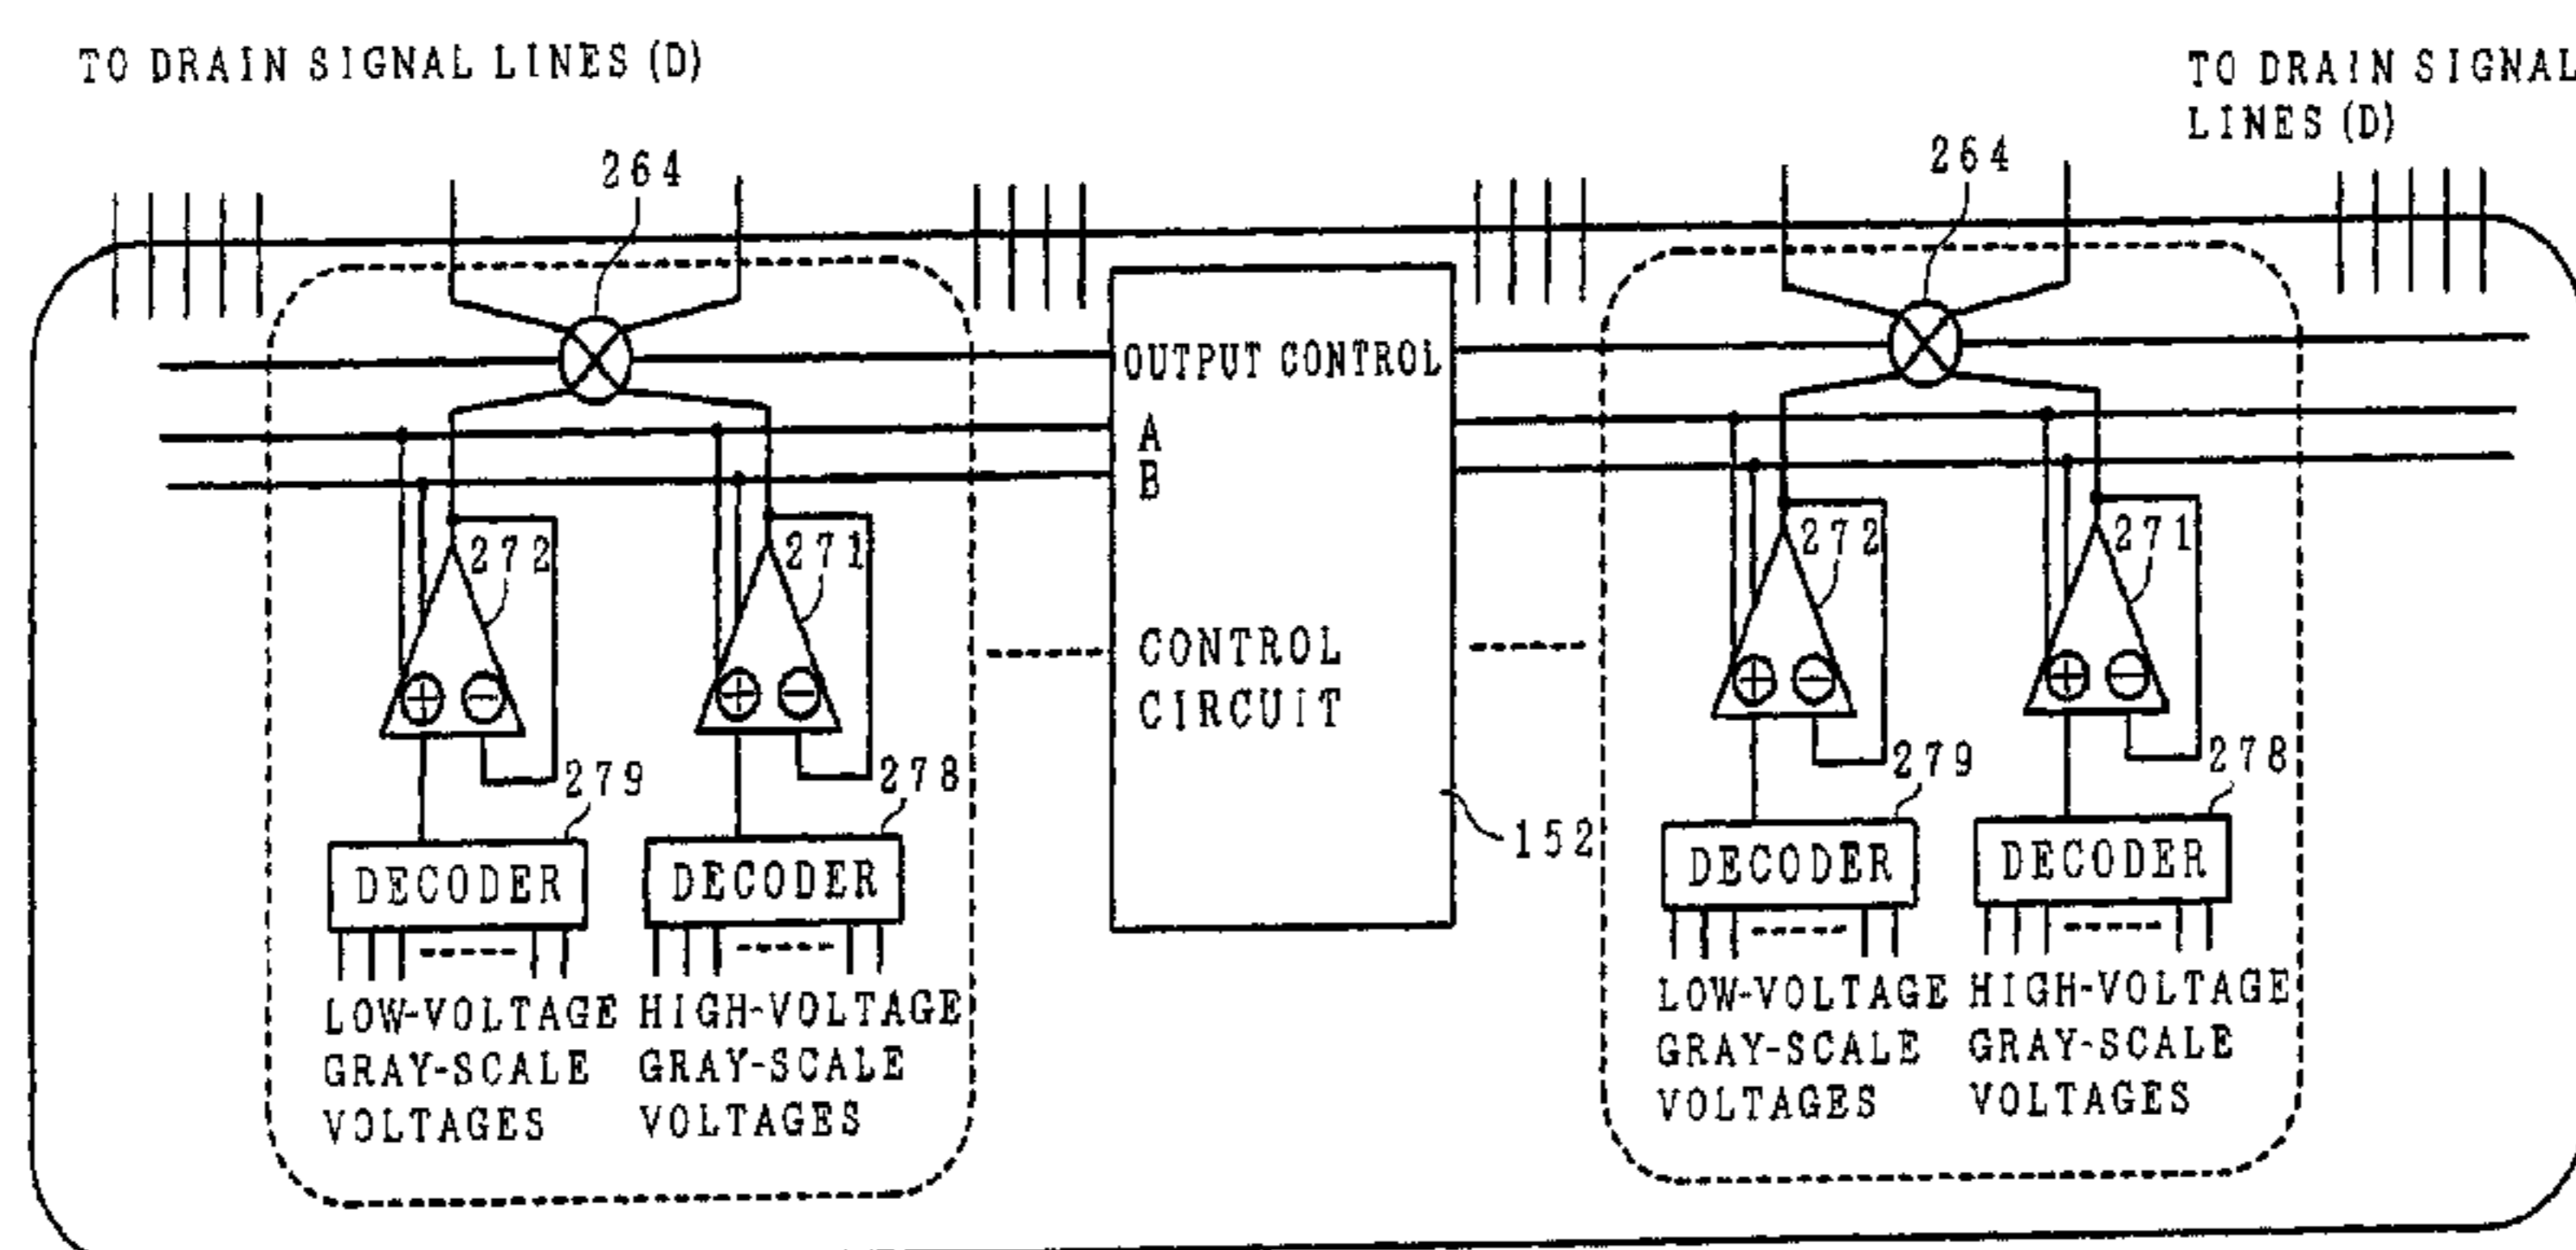 TO DRAIN SIGNAL LINES (D)
TO DRAIN SIGNAL
LINES (D)
264
264
OUTPUT CONTROL
A
B
272
271
272
271
CONTROL
CIRCUIT
279
278
279
278
152
DECODER
DECODER
DECODER
DECODER
LOW-VOLTAGE
GRAY-SCALE
VOLTAGES
HIGH-VOLTAGE
GRAY-SCALE
VOLTAGES
LOW-VOLTAGE
GRAY-SCALE
VOLTAGES
HIGH-VOLTAGE
GRAY-SCALE
VOLTAGES